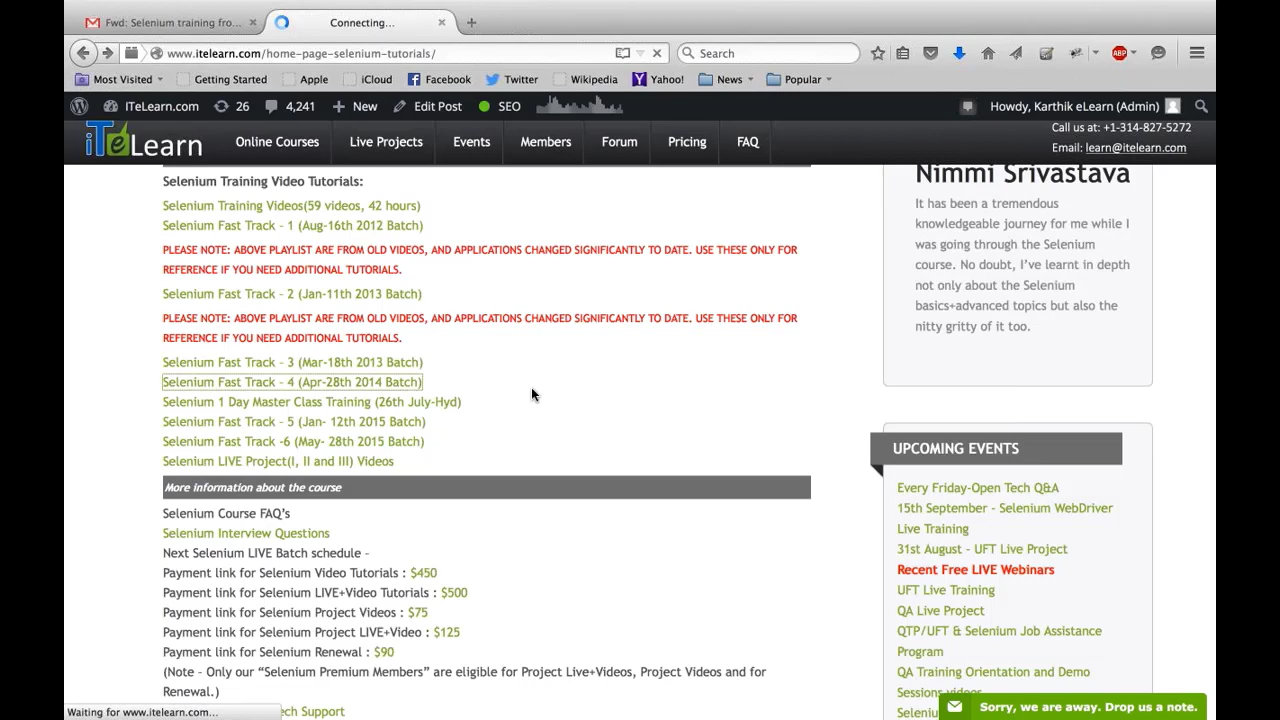 Fwd: Selenium training fro...
Connecting...
www.itelearn.com/home-page-selenium-tutorials/
Search
ABP
Most Visited
Getting Started
Apple
iCloud
Facebook
Twitter
Wikipedia
Yahoo!
News
Popular
ITeLearn.com
26
4,241
New
Edit Post
SEO
Howdy, Karthik eLearn (Admin)
iTeLearn
Online Courses
Live Projects
Events
Members
Forum
Pricing
FAQ
Call us at: +1-314-827-5272
Email: learn@itelearn.com
Selenium Training Video Tutorials:
Selenium Training Videos(59 videos, 42 hours)
Selenium Fast Track - 1 (Aug-16th 2012 Batch)
PLEASE NOTE: ABOVE PLAYLIST ARE FROM OLD VIDEOS, AND APPLICATIONS CHANGED SIGNIFICANTLY TO DATE. USE THESE ONLY FOR
REFERENCE IF YOU NEED ADDITIONAL TUTORIALS.
Selenium Fast Track - 2 (Jan-11th 2013 Batch)
PLEASE NOTE: ABOVE PLAYLIST ARE FROM OLD VIDEOS, AND APPLICATIONS CHANGED SIGNIFICANTLY TO DATE. USE THESE ONLY FOR
REFERENCE IF YOU NEED ADDITIONAL TUTORIALS.
Selenium Fast Track - 3 (Mar-18th 2013 Batch)
Selenium Fast Track - 4 (Apr-28th 2014 Batch)
Selenium 1 Day Master Class Training (26th July-Hyd)
Selenium Fast Track - 5 (Jan- 12th 2015 Batch)
Selenium Fast Track -6 (May- 28th 2015 Batch)
Selenium LIVE Project(I, II and III) Videos
More information about the course
Selenium Course FAQ's
Selenium Interview Questions
Next Selenium LIVE Batch schedule -
Payment link for Selenium Video Tutorials : $450
Payment link for Selenium LIVE+Video Tutorials : $500
Payment link for Selenium Project Videos : $75
Payment link for Selenium Project LIVE+Video : $125
Payment link for Selenium Renewal : $90
(Note - Only our “Selenium Premium Members” are eligible for Project Live+Videos, Project Videos and for
Renewal.)
ech Support
Waiting for www.itelearn.com...
Nimmi Srivastava
It has been a tremendous
knowledgeable journey for me while I
was going through the Selenium
course. No doubt, I’ve learnt in depth
not only about the Selenium
basics+advanced topics but also the
nitty gritty of it too.
UPCOMING EVENTS
Every Friday-Open Tech Q&A
15th September - Selenium WebDriver
Live Training
31st August - UFT Live Project
Recent Free LIVE Webinars
UFT Live Training
QA Live Project
QTP/UFT & Selenium Job Assistance
Program
QA Training Orientation and Demo
Sessions videos
Selenium
Sorry, we are away. Drop us a note.